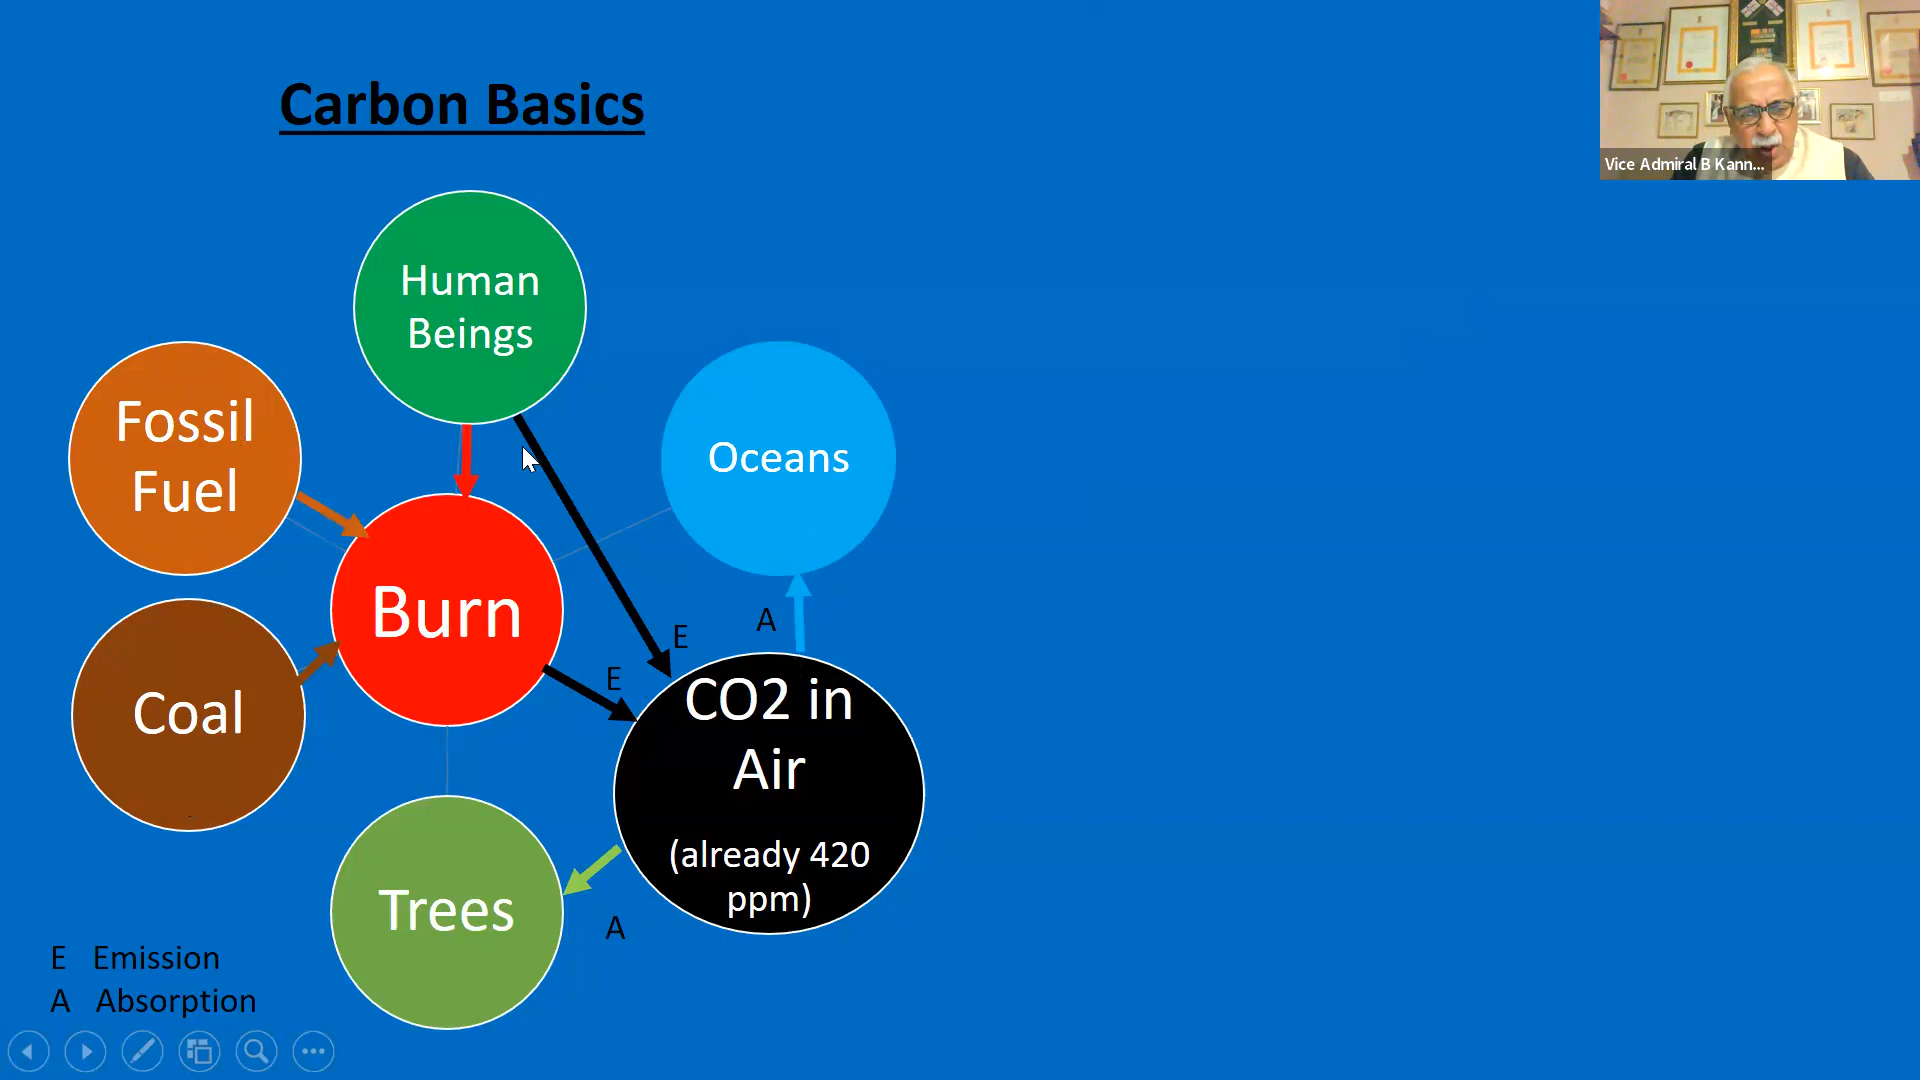 Carbon Basics
Vice Admiral B Kann...
Human
Beings
Fossil
Fuel
Oceans
Burn
E
A
E
Coal
CO2 in
Air
(already 420
ppm)
Trees
A
E Emission
A Absorption